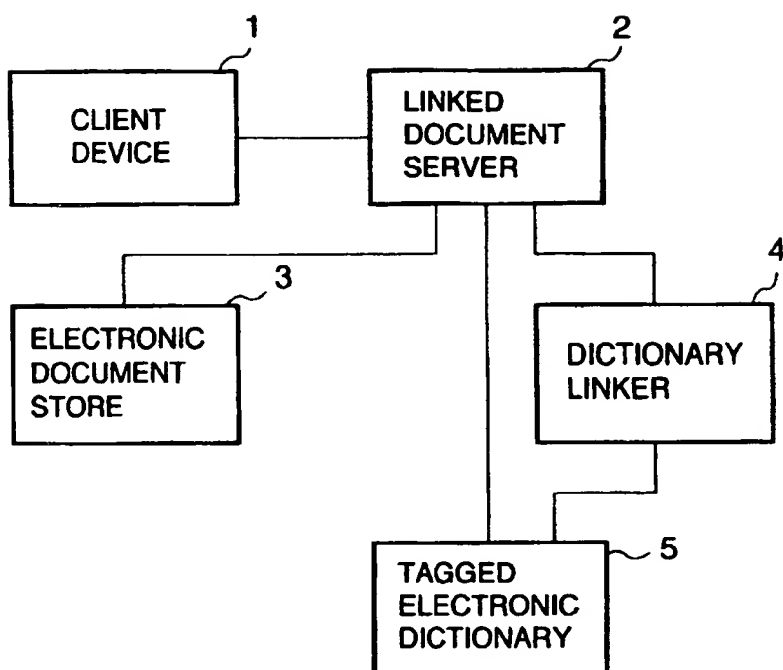 1
CLIENT
DEVICE
2
LINKED
DOCUMENT
SERVER
3
ELECTRONIC
DOCUMENT
STORE
4
DICTIONARY
LINKER
5
TAGGED
ELECTRONIC
DICTIONARY